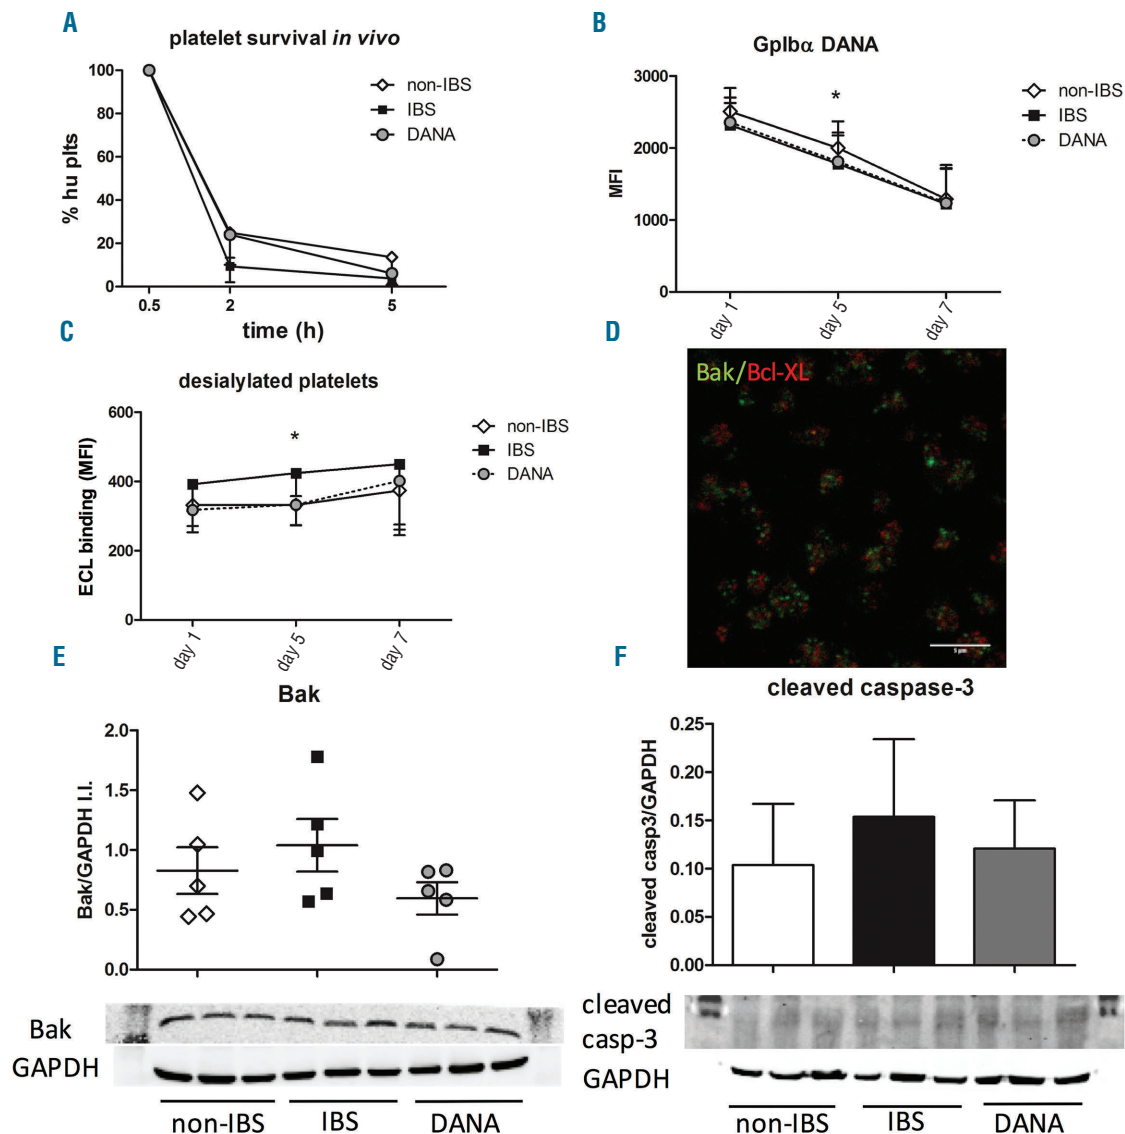 A
platelet survival in vivo
% hu plts
100
80
60
40
20
0
0.5
2
5
time (h)
non-IBS
IBS
DANA
B
GpIbα DANA
MFI
3000
2000
1000
0
*
day 1
day 5
day 7
non-IBS
IBS
DANA
C
desialylated platelets
ECL binding (MFI)
600
400
200
0
*
day 1
day 5
day 7
non-IBS
IBS
DANA
D
Bak/Bcl-XL
5 µm
E
Bak
Bak/GAPDH I.I.
2.0
1.5
1.0
0.5
0.0
Bak
GAPDH
non-IBS
IBS
DANA
F
cleaved caspase-3
cleaved casp3/GAPDH
0.25
0.20
0.15
0.10
0.05
0.00
cleaved
casp-3
GAPDH
non-IBS
IBS
DANA